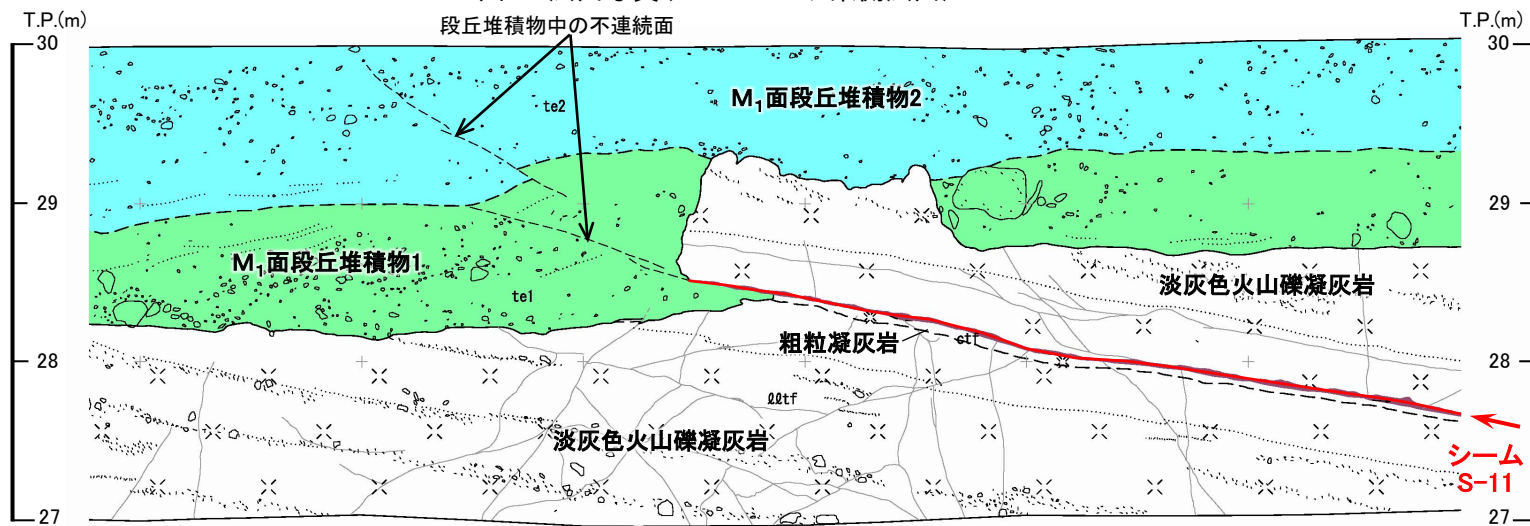 T.P.(m)
T.P.(m)
段丘堆積物中の不連続面
30
30
te2
M₁面段丘堆積物2
29
29
M₁面段丘堆積物1
te1
淡灰色火山礫凝灰岩
粗粒凝灰岩
ctf
28
28
lltf
淡灰色火山礫凝灰岩
シーム
S-11
27
27